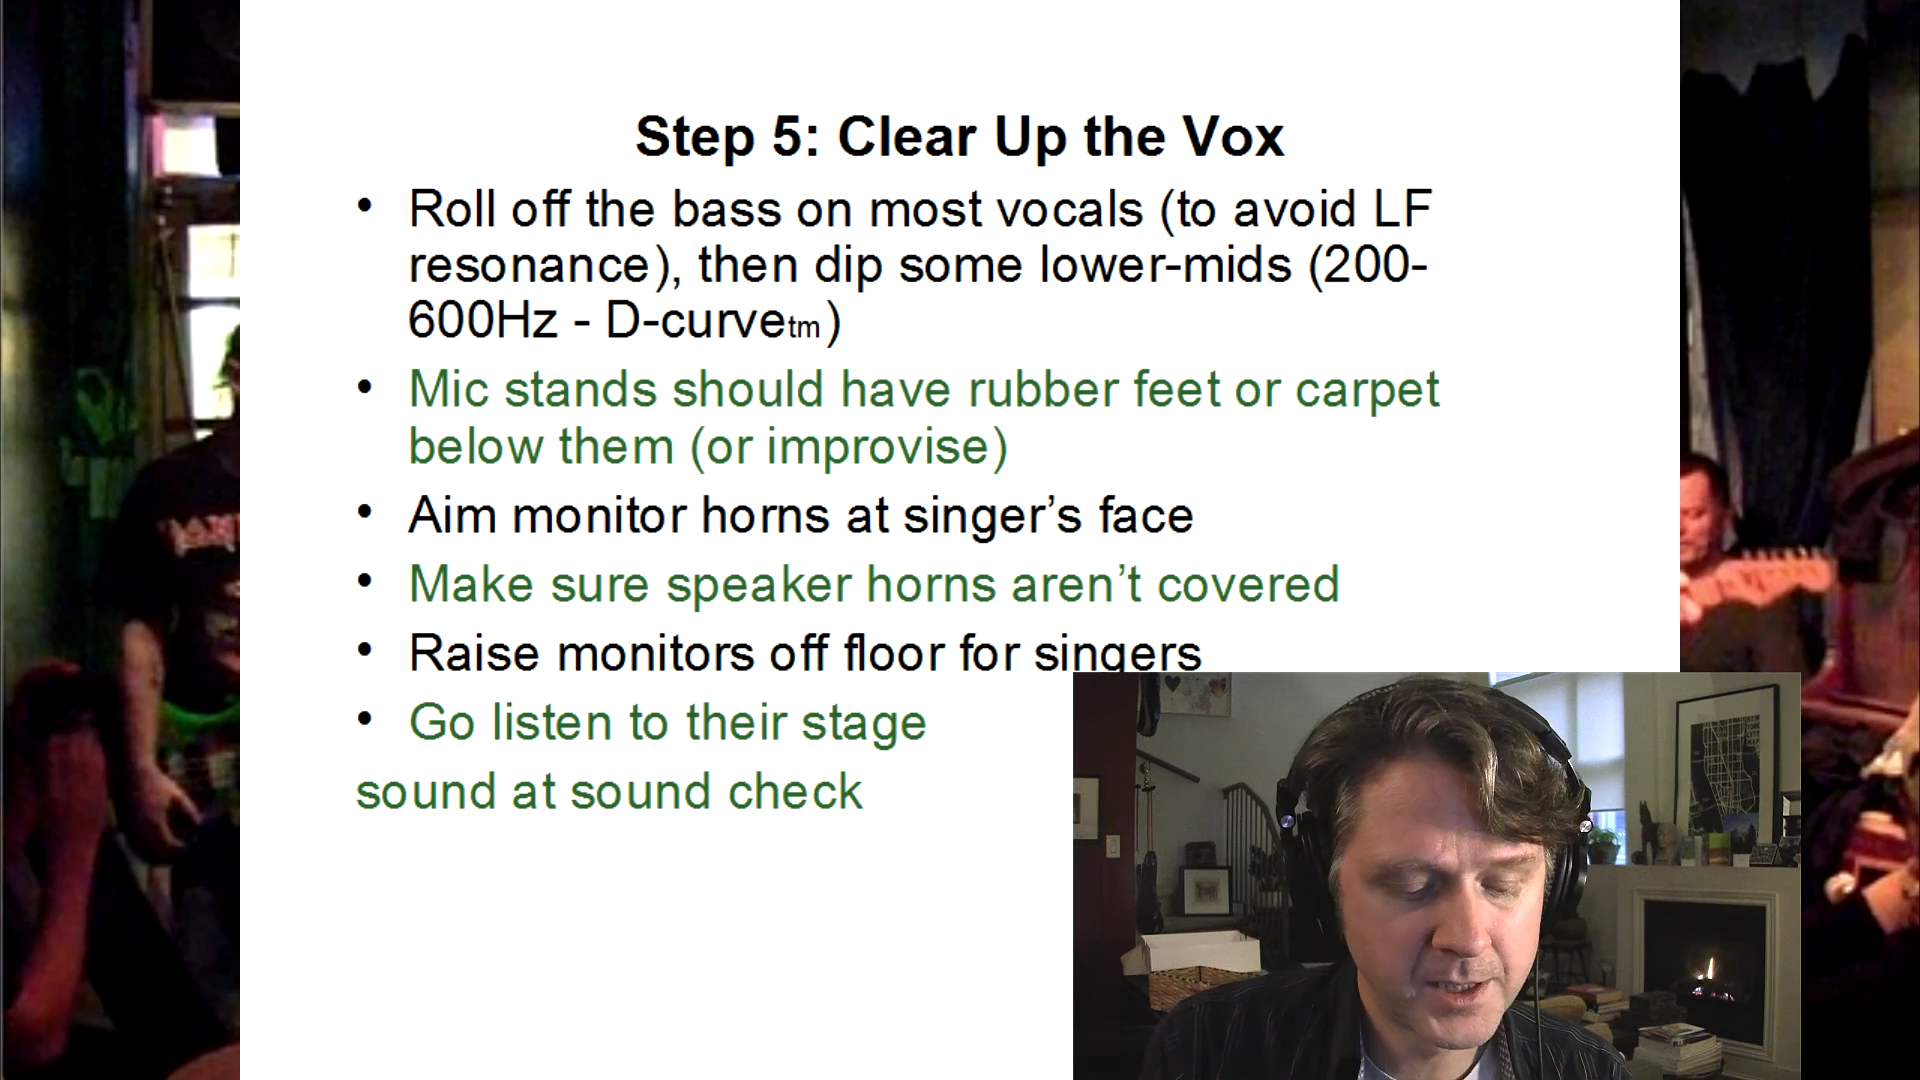 Step 5: Clear Up the Vox
• Roll off the bass on most vocals (to avoid LF
resonance), then dip some lower-mids (200-
600Hz - D-curvetm)
• Mic stands should have rubber feet or carpet
below them (or improvise)
• Aim monitor horns at singer’s face
• Make sure speaker horns aren’t covered
• Raise monitors off floor for singers
• Go listen to their stage
sound at sound check